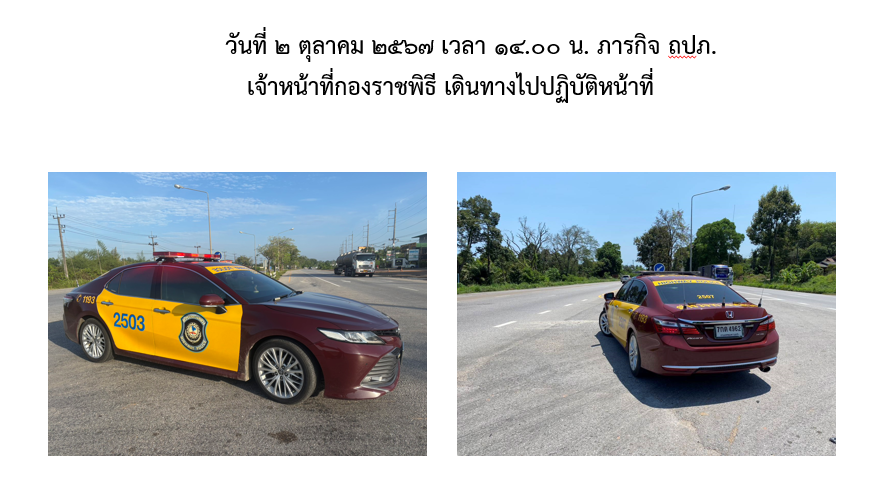 วันที่ ๒ ตุลาคม ๒๕๖๗ เวลา ๑๔.๐๐ น. ภารกิจ ถปภ.
เจ้าหน้าที่กองราชพิธี เดินทางไปปฏิบัติหน้าที่
1193
2503
2507
1193